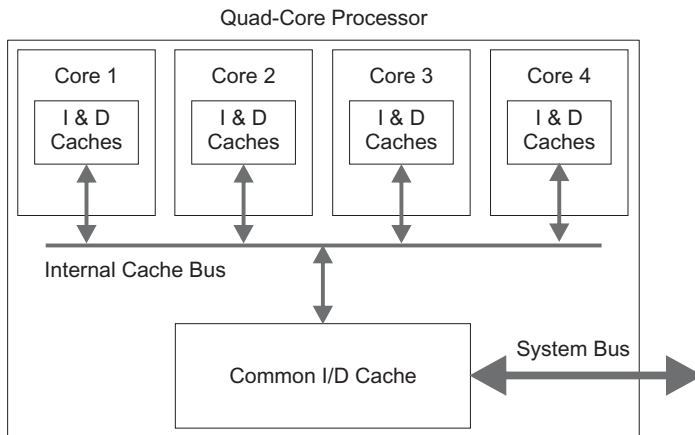 Quad-Core Processor
Core 1
I & D
Caches
Core 2
I & D
Caches
Core 3
I & D
Caches
Core 4
I & D
Caches
Internal Cache Bus
Common I/D Cache
System Bus